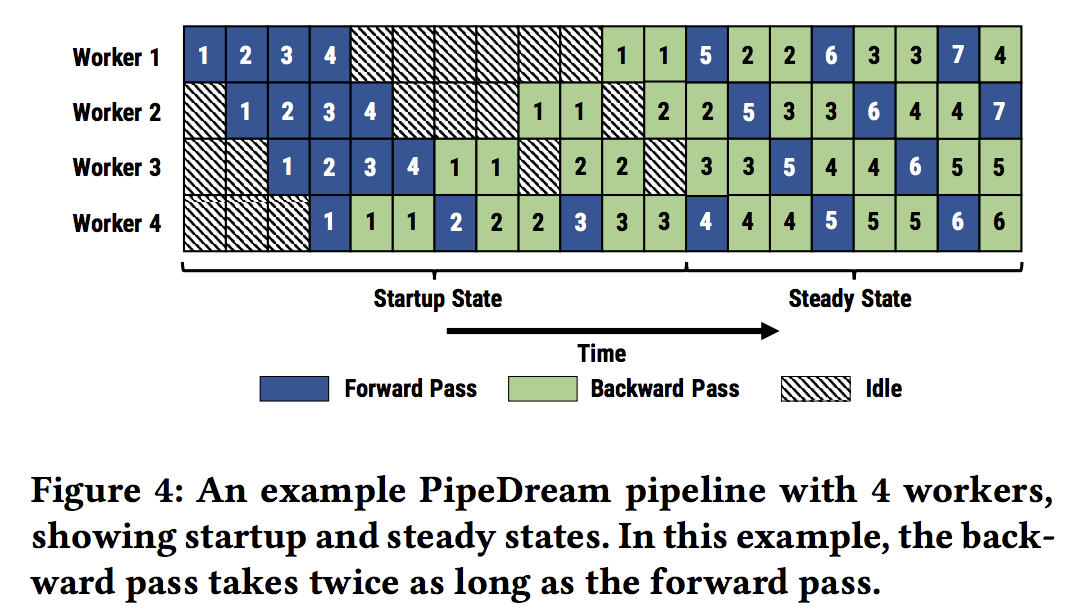 Worker 1 1 2 3 4 1 1 5 2 2 6 3 3 7 4
Worker 2 1 2 3 4 1 1 2 2 5 3 3 6 4 4 7
Worker 3 1 2 3 4 1 1 2 2 3 3 5 4 4 6 5 5
Worker 4 1 1 1 2 2 2 3 3 3 4 4 4 5 5 5 6 6
Startup State Steady State
Time
Forward Pass Backward Pass Idle
Figure 4: An example PipeDream pipeline with 4 workers,
showing startup and steady states. In this example, the back-
ward pass takes twice as long as the forward pass.